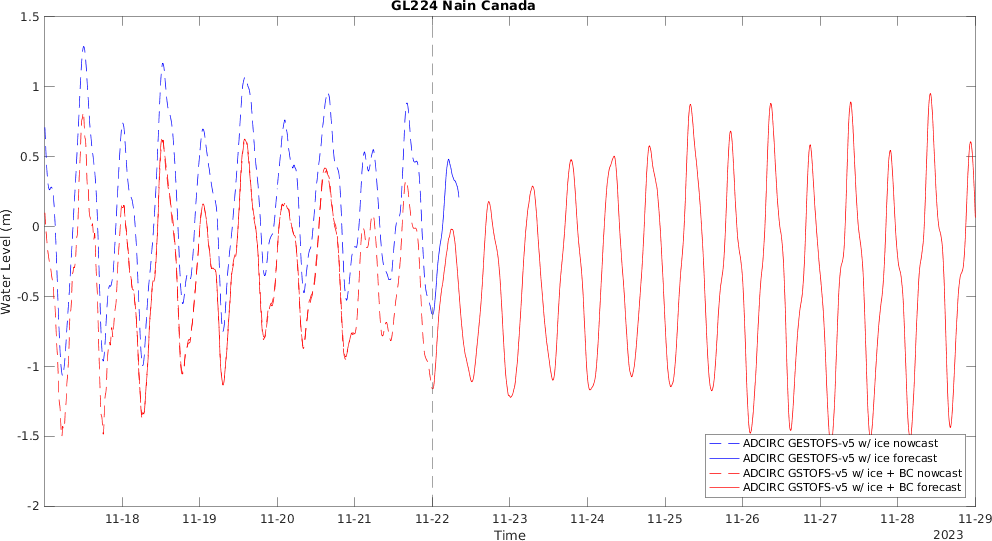 GL224 Nain Canada
1.5
1
0.5
0
-0.5
-1
-1.5
-2
Water Level (m)
11-18 11-19 11-20 11-21 11-22 11-23 11-24 11-25 11-26 11-27 11-28 11-29
Time
2023
ADCIRC GESTOFS-v5 w/ ice nowcast
ADCIRC GESTOFS-v5 w/ ice forecast
ADCIRC GSTOFS-v5 w/ ice + BC nowcast
ADCIRC GSTOFS-v5 w/ ice + BC forecast